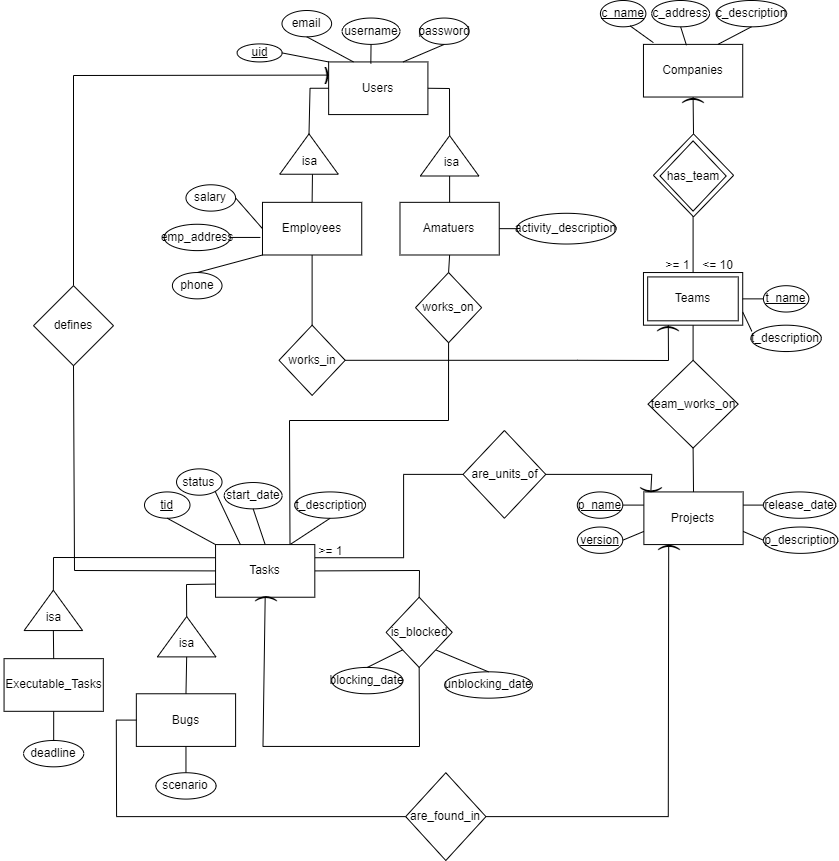 c_name
c_address
c_description
email
username
password
uid
Users
Companies
isa
isa
has_team
salary
emp_address
phone
Employees
Amatuers
activity_description
>= 1
<= 10
Teams
t_name
t_description
defines
works_on
works_in
team_works_on
status
tid
start_date
t_description
are_units_of
p_name
version
Projects
release_date
p_description
>= 1
Tasks
isa
isa
is_blocked
blocking_date
unblocking_date
Executable_Tasks
Bugs
deadline
scenario
are_found_in